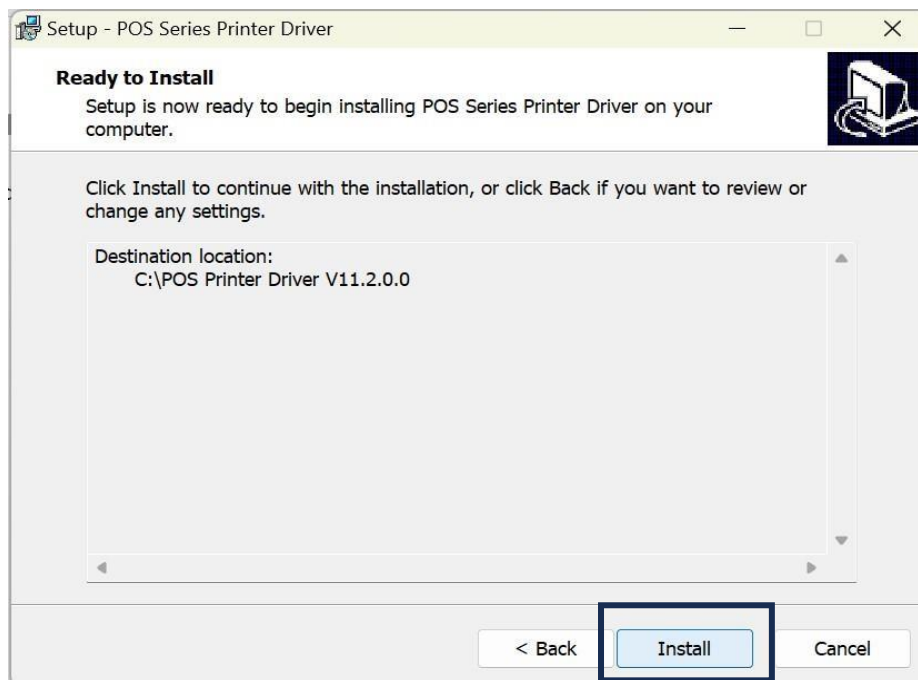 Setup - POS Series Printer Driver
Ready to Install
Setup is now ready to begin installing POS Series Printer Driver on your
computer.
Click Install to continue with the installation, or click Back if you want to review or
change any settings.
Destination location:
C:\POS Printer Driver V11.2.0.0
< Back
Install
Cancel